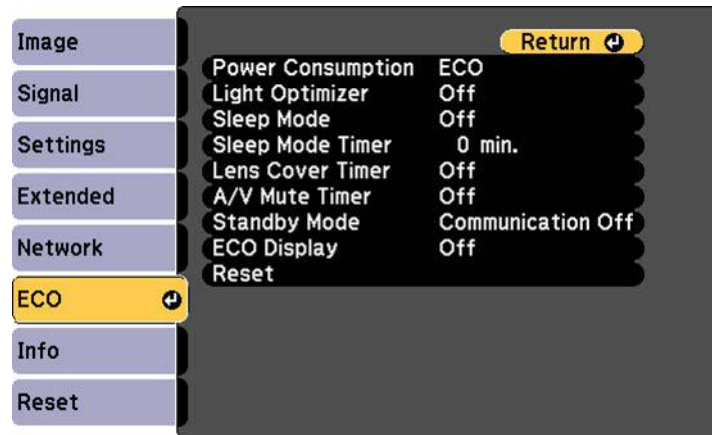 Image
Signal
Settings
Extended
Network
ECO
Info
Reset
Return
Power Consumption ECO
Light Optimizer Off
Sleep Mode Off
Sleep Mode Timer 0 min.
Lens Cover Timer Off
A/V Mute Timer Off
Standby Mode Communication Off
ECO Display Off
Reset